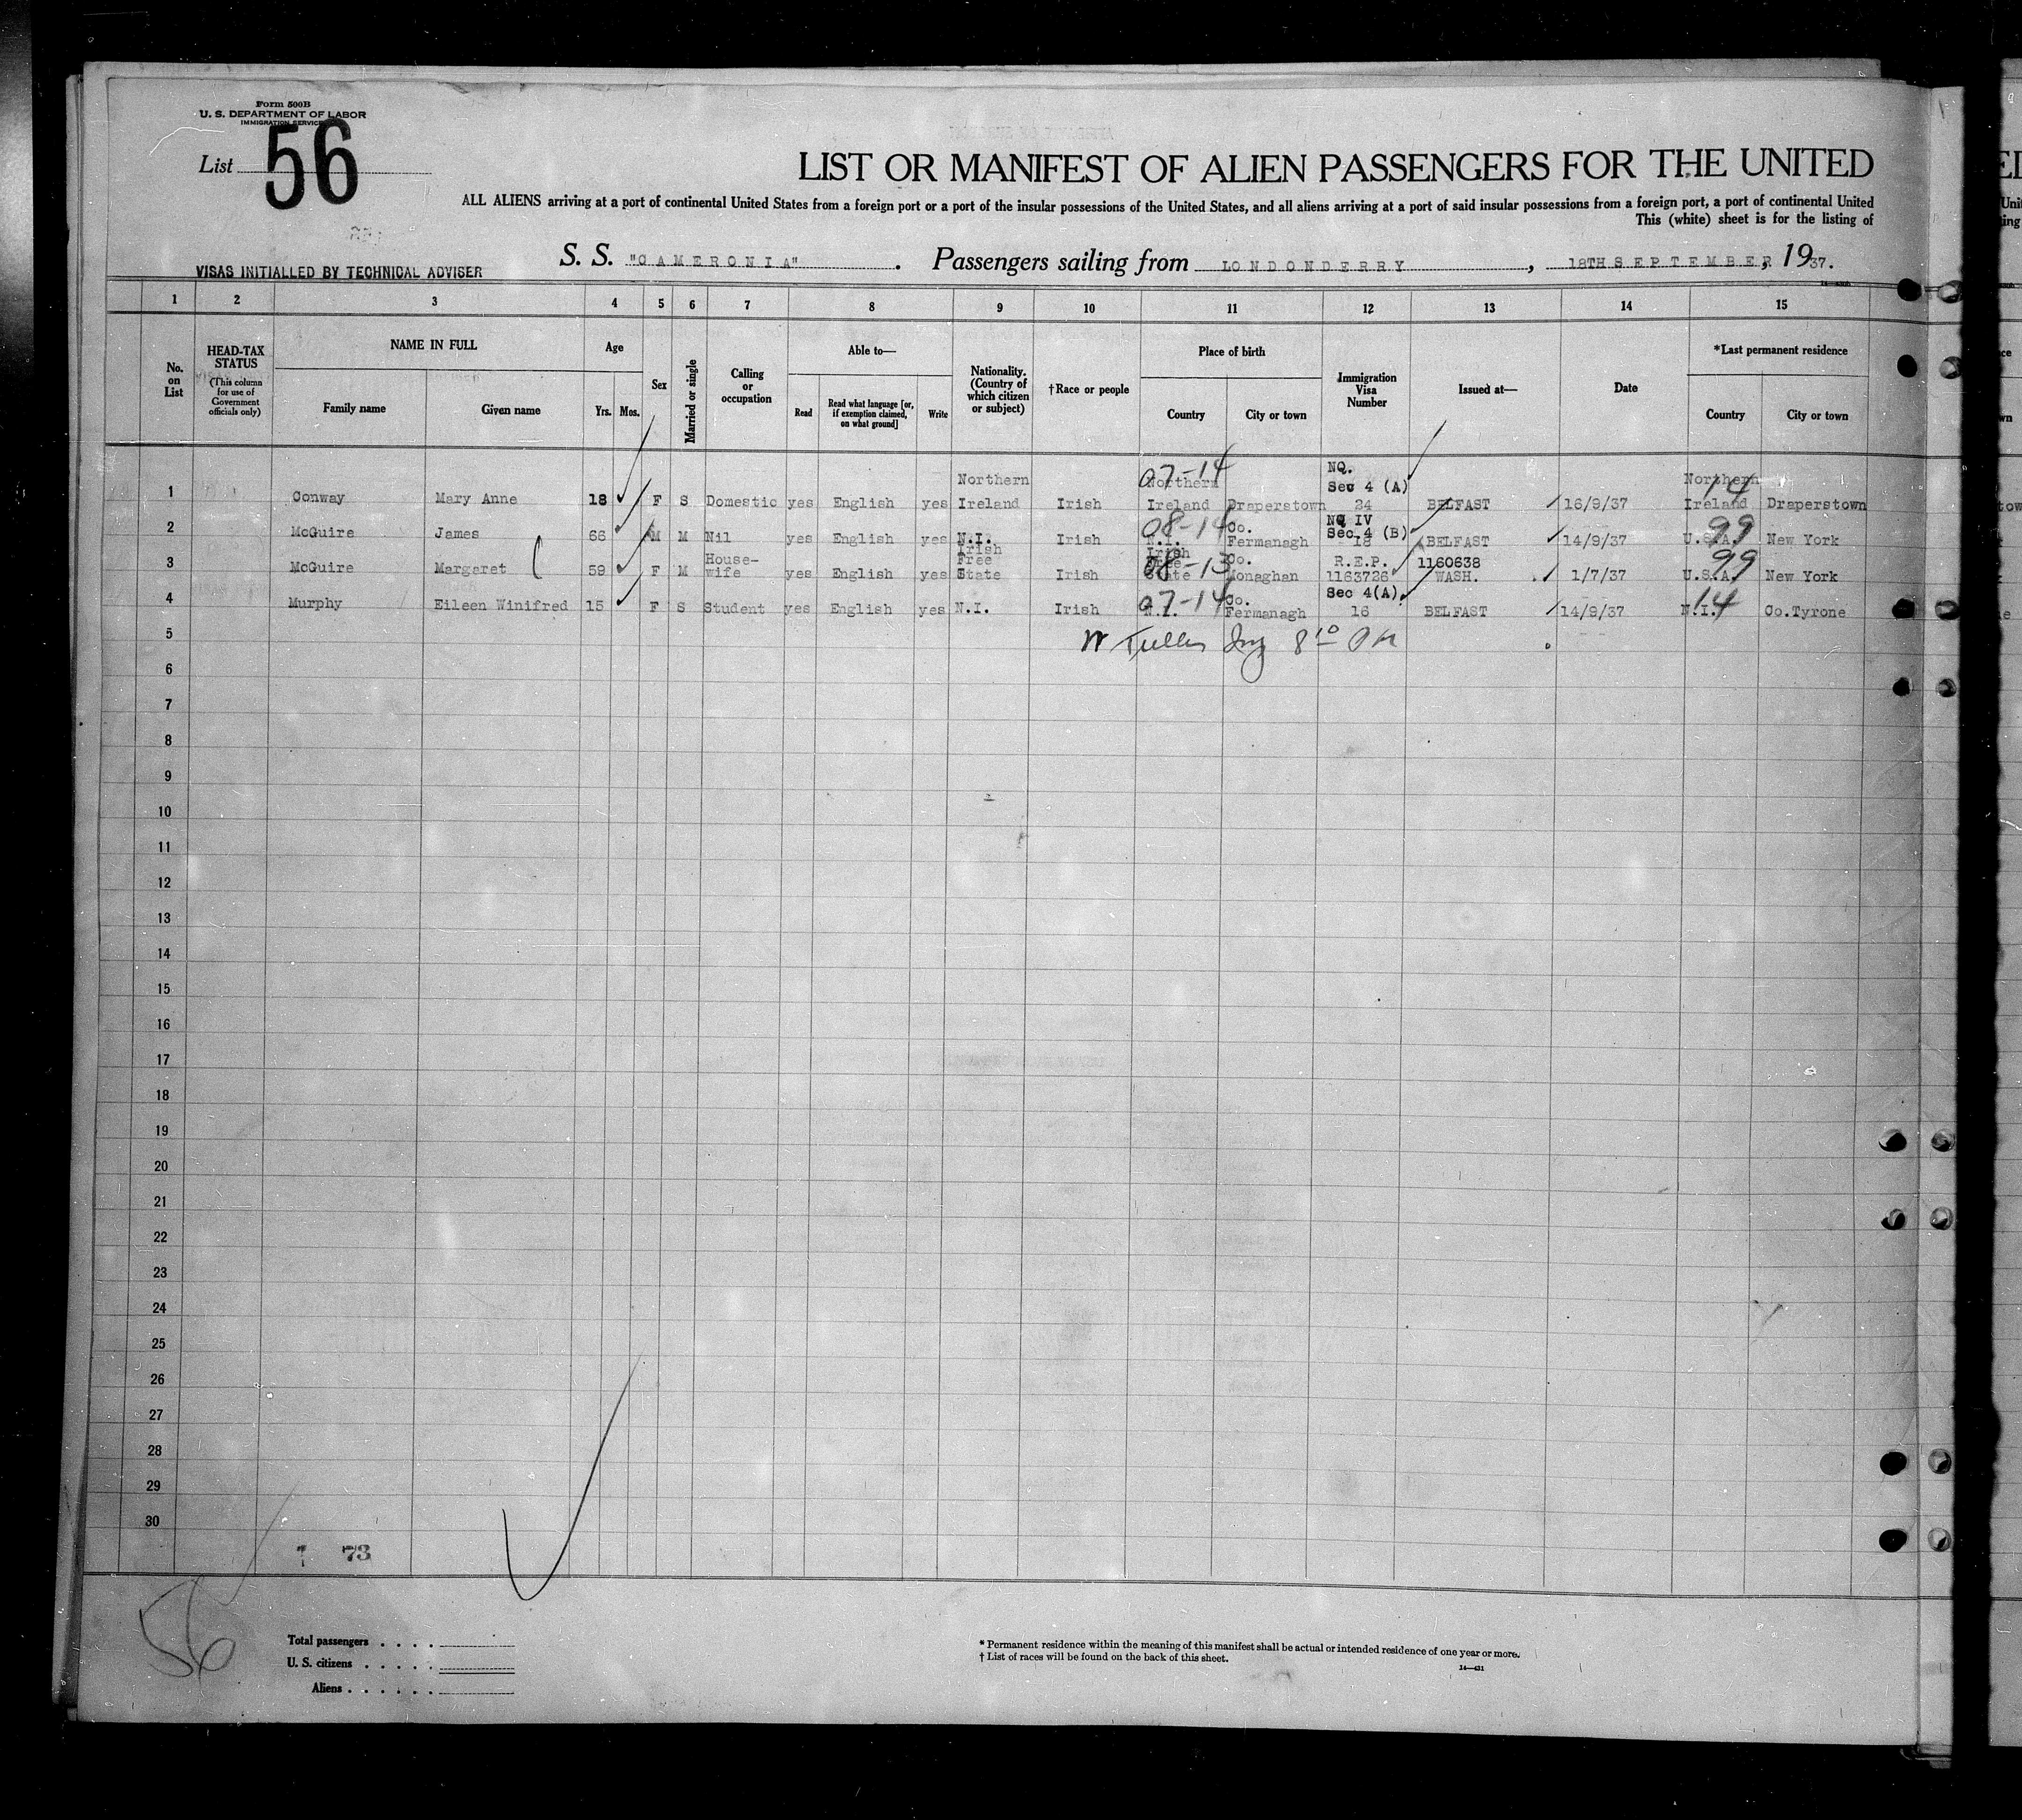 Form 500B
U. S. DEPARTMENT OF LABOR
IMMIGRATION SERVICE
List 56
LIST OR MANIFEST OF ALIEN PASSENGERS FOR THE UNITED
ALL ALIENS arriving at a port of continental United States from a foreign port or a port of the insular possessions of the United States, and all aliens arriving at a port of said insular possessions from a foreign port, a port of continental United
This (white) sheet is for the listing of
VISAS INITIALLED BY TECHNICAL ADVISER
S. S. "CAMERONIA". Passengers sailing from LONDONDERRY, 18TH SEPTEMBER, 1937.
1 2 3 4 5 6 7 8 9 10 11 12 13 14 15
No. on List
HEAD-TAX STATUS
(This column for use of Government officials only)
NAME IN FULL
Family name Given name
Age
Yrs. Mos.
Sex
Married or single
Calling or occupation
Able to—
Read
Read what language [or, if exemption claimed, on what ground]
Write
Nationality. (Country of which citizen or subject)
†Race or people
Place of birth
Country City or town
Immigration Visa Number
Issued at—
Date
*Last permanent residence
Country City or town
1 Conway Mary Anne 18 F S Domestic yes English yes Northern Ireland Irish 07-14 Northern Ireland Draperstown NQ. Sec 4 (A) 24 BELFAST 16/9/37 Northern Ireland 14 Draperstown
2 McGuire James 66 M M Nil yes English yes N.I. Irish 08-14 N.I. Co. Fermanagh NQ IV Sec 4 (B) 18 BELFAST 14/9/37 U.S.A. 99 New York
3 McGuire Margaret 59 F M House-wife yes English yes Irish Free State Irish 08-13 Irish Free State Co. Monaghan R.E.P. 1163726 1160638 WASH. 1/7/37 U.S.A. 99 New York
4 Murphy Eileen Winifred 15 F S Student yes English yes N.I. Irish 07-14 N.I. Co. Fermanagh Sec 4(A) 16 BELFAST 14/9/37 N.I. 14 Co.Tyrone
5
6
7
8
9
10
11
12
13
14
15
16
17
18
19
20
21
22
23
24
25
26
27
28
29
30
73
56
Total passengers . . . .
U. S. citizens . . . . .
Aliens . . . . . .
* Permanent residence within the meaning of this manifest shall be actual or intended residence of one year or more.
† List of races will be found on the back of this sheet.
14—431